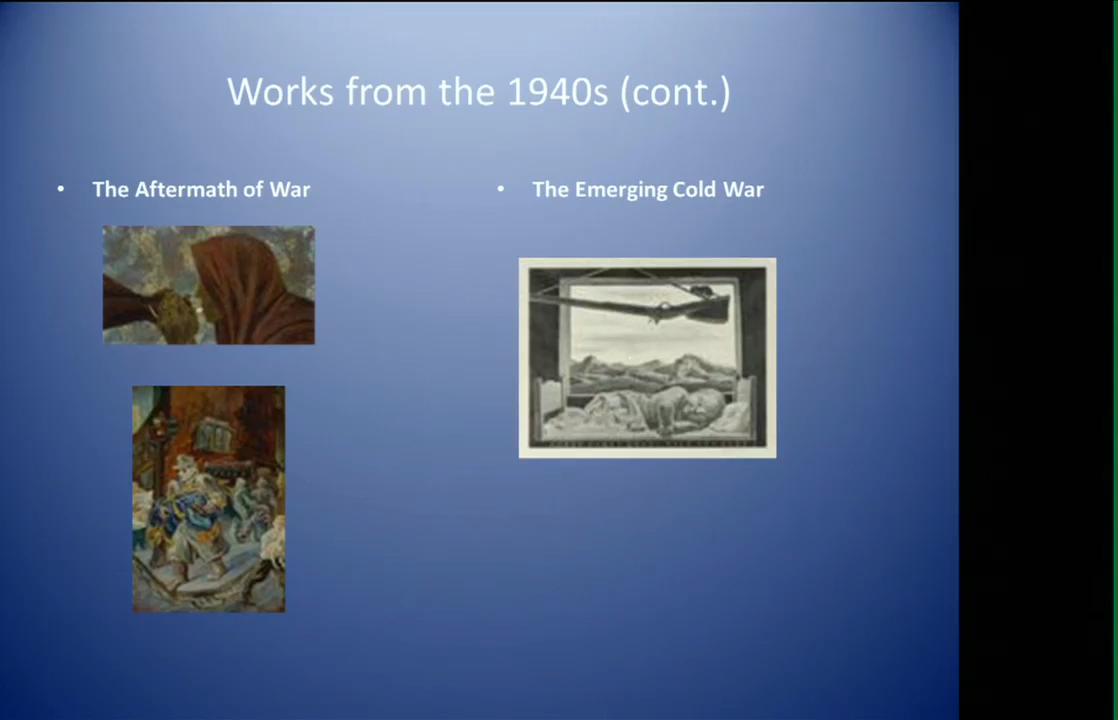 Works from the 1940s (cont.)
• The Aftermath of War
• The Emerging Cold War